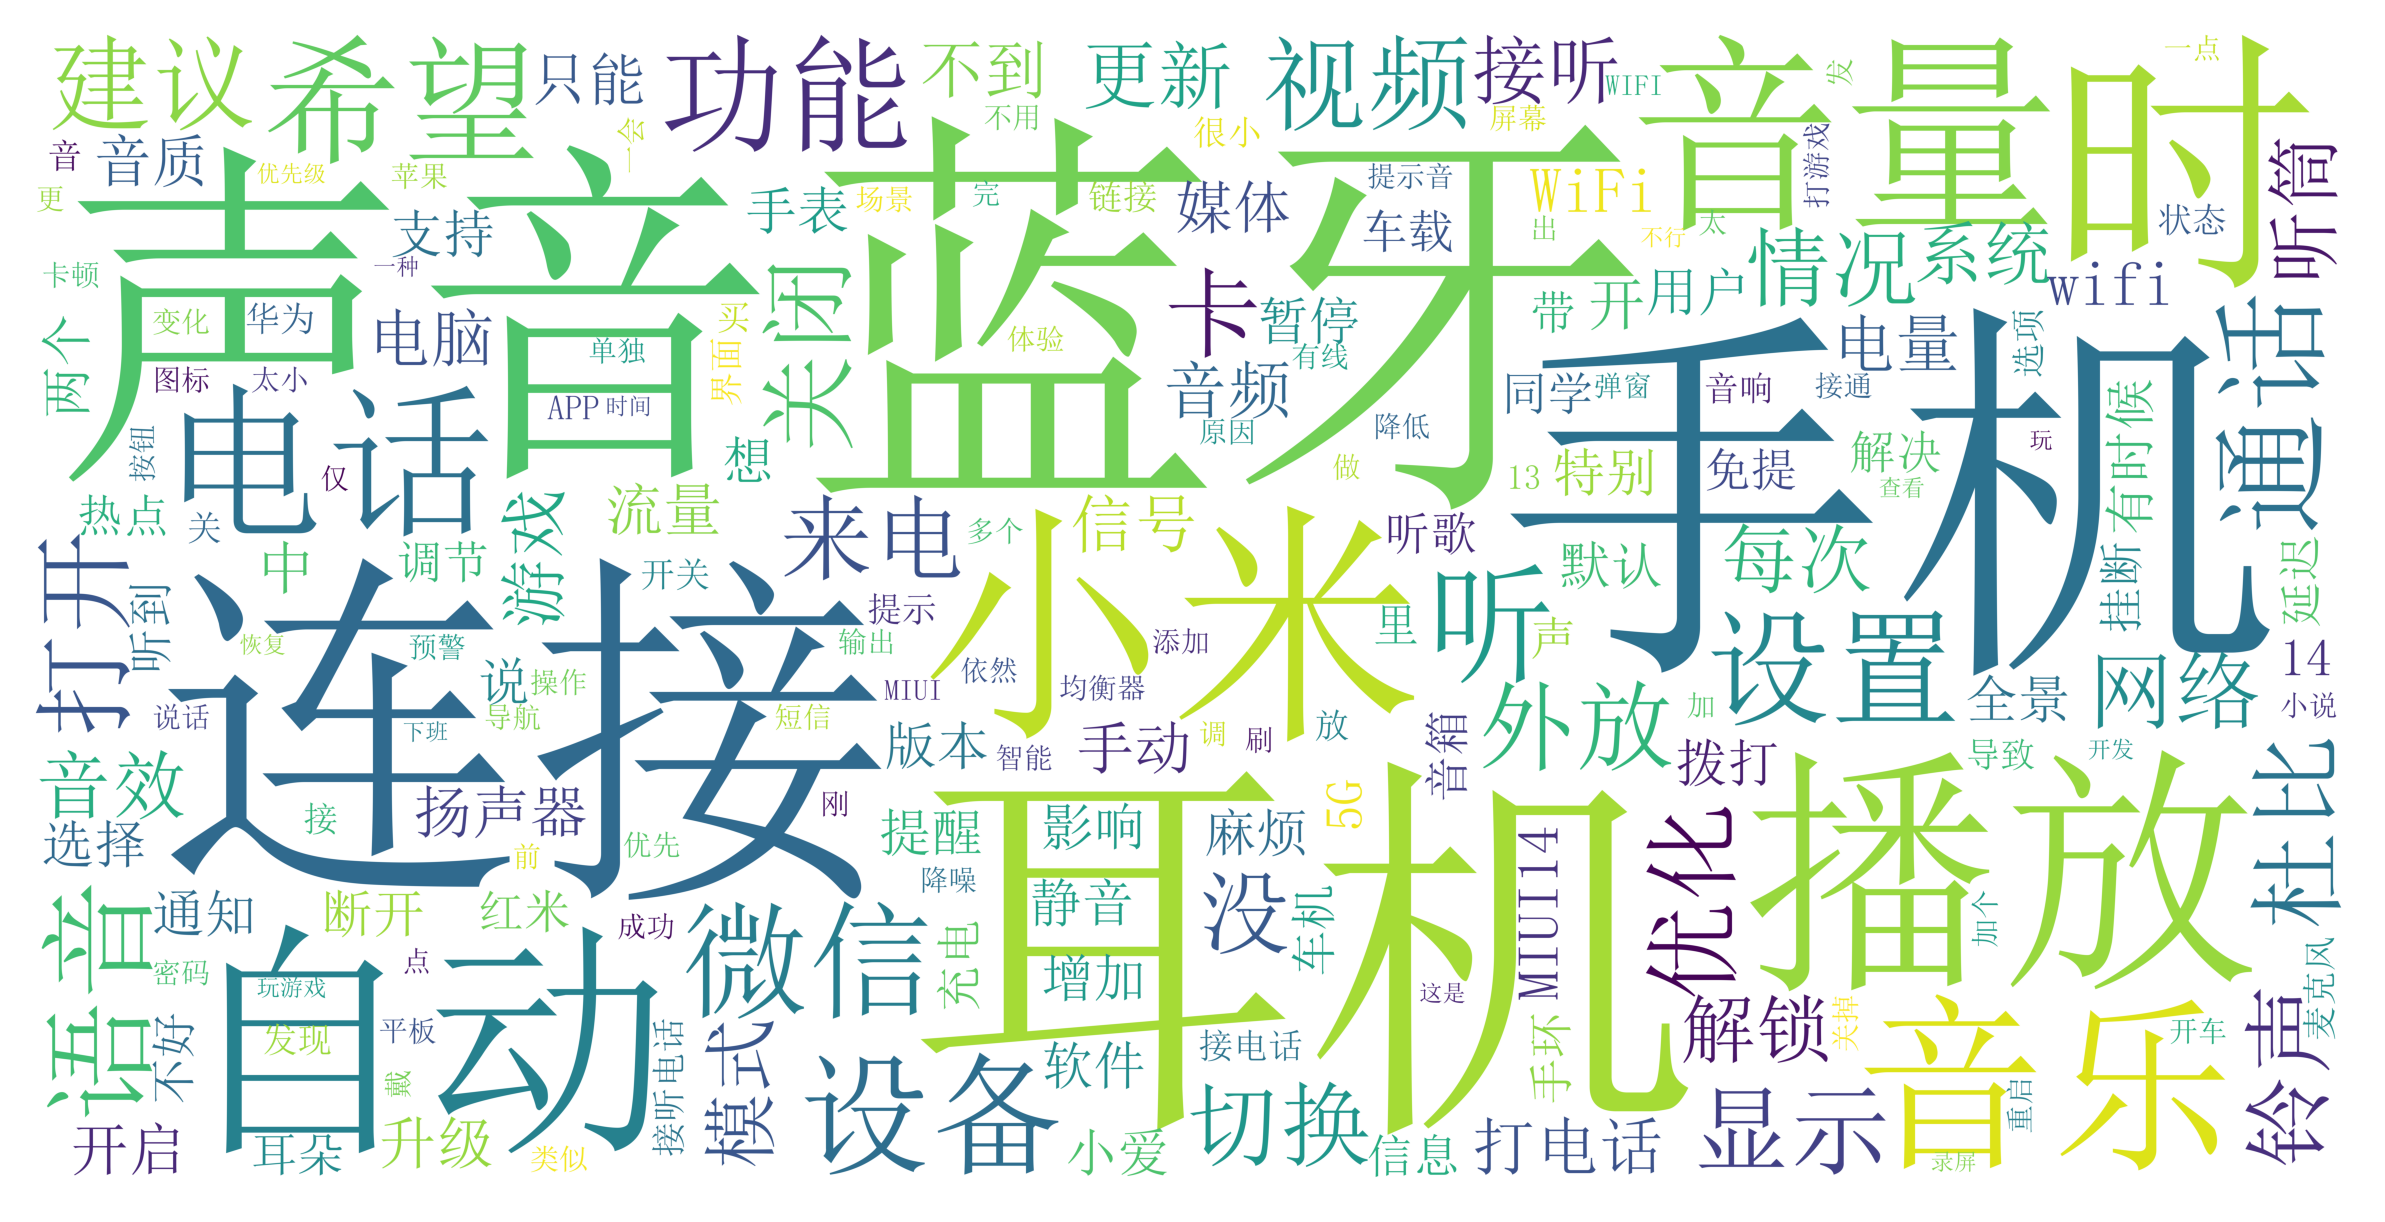 建议
希望
只能
功能
不到
更新
视频
接听
WIFI
音量
时
一点
发
音
音质
优先级
苹果
一会
不用
很小
屏幕
打游戏
听筒
更
声音
支持
手表
蓝牙
场景
完
链接
媒体
提示音
车载
WiFi
出
不行
太
状态
情况
系统
卡顿
一种
两个
变化
华为
电脑
单独
买
关闭
体验
卡
暂停
有线
带
开
用户
wifi
电量
选项
通话
图标
太小
APP
时间
界面
音频
原因
降低
同学
弹窗
音响
接通
手机
有时候
按钮
电话
仅
想
做
13
特别
免提
解决
查看
玩
热点
关
游戏
流量
来电
多个
信号
听歌
默认
每次
挂断
延迟
打开
听到
中
调节
开关
提示
小米
听
声
里
恢复
预警
说
操作
输出
依然
添加
均衡器
设置
网络
14
连接
说话
下班
导航
MIUI
短信
版本
智能
手动
调
刷
放
音箱
外放
加
全景
小说
音效
选择
扬声器
接
刚
优先
前
提醒
影响
麻烦
5G
拨打
播放
导致
开发
杜比
耳机
降噪
静音
没
车机
MIUI14
优化
加个
语音
通知
断开
红米
成功
微信
充电
增加
这是
麦克风
密码
玩游戏
点
自动
不好
发现
平板
戴
接听电话
模式
设备
软件
接电话
手环
解锁
关掉
音乐
开车
重启
铃声
开启
耳朵
升级
类似
小爱
切换
信息
打电话
显示
录屏